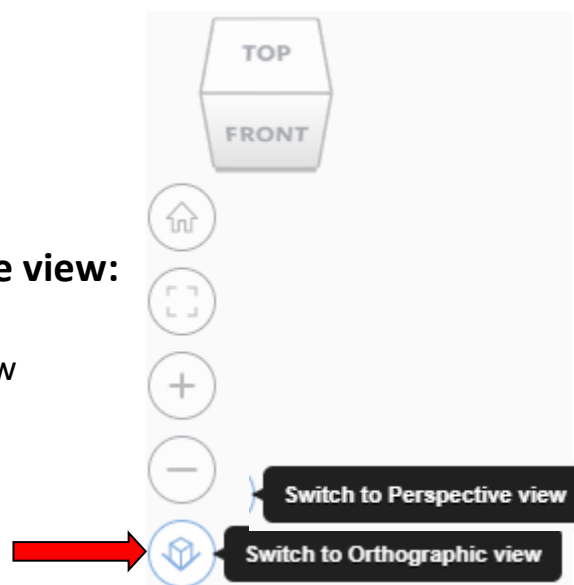 TOP
FRONT
e view:
w
Switch to Perspective view
Switch to Orthographic view